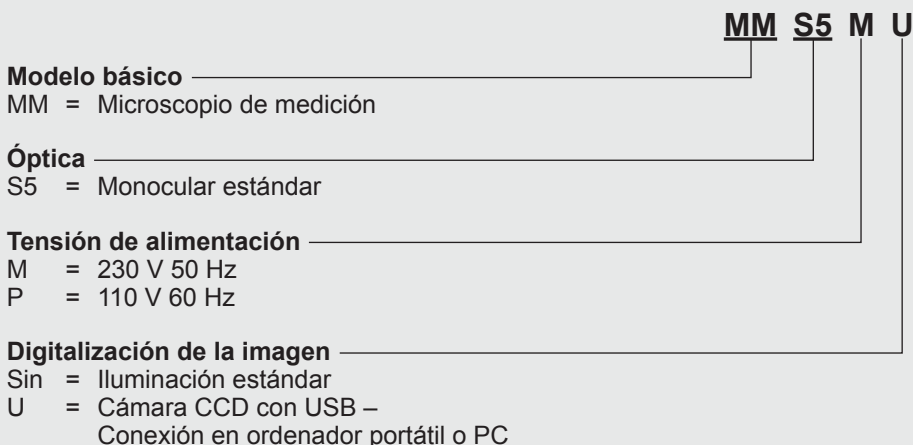 MM S5 M U
Modelo básico
MM = Microscopio de medición
Óptica
S5 = Monocular estándar
Tensión de alimentación
M = 230 V 50 Hz
P = 110 V 60 Hz
Digitalización de la imagen
Sin = Iluminación estándar
U = Cámara CCD con USB –
Conexión en ordenador portátil o PC